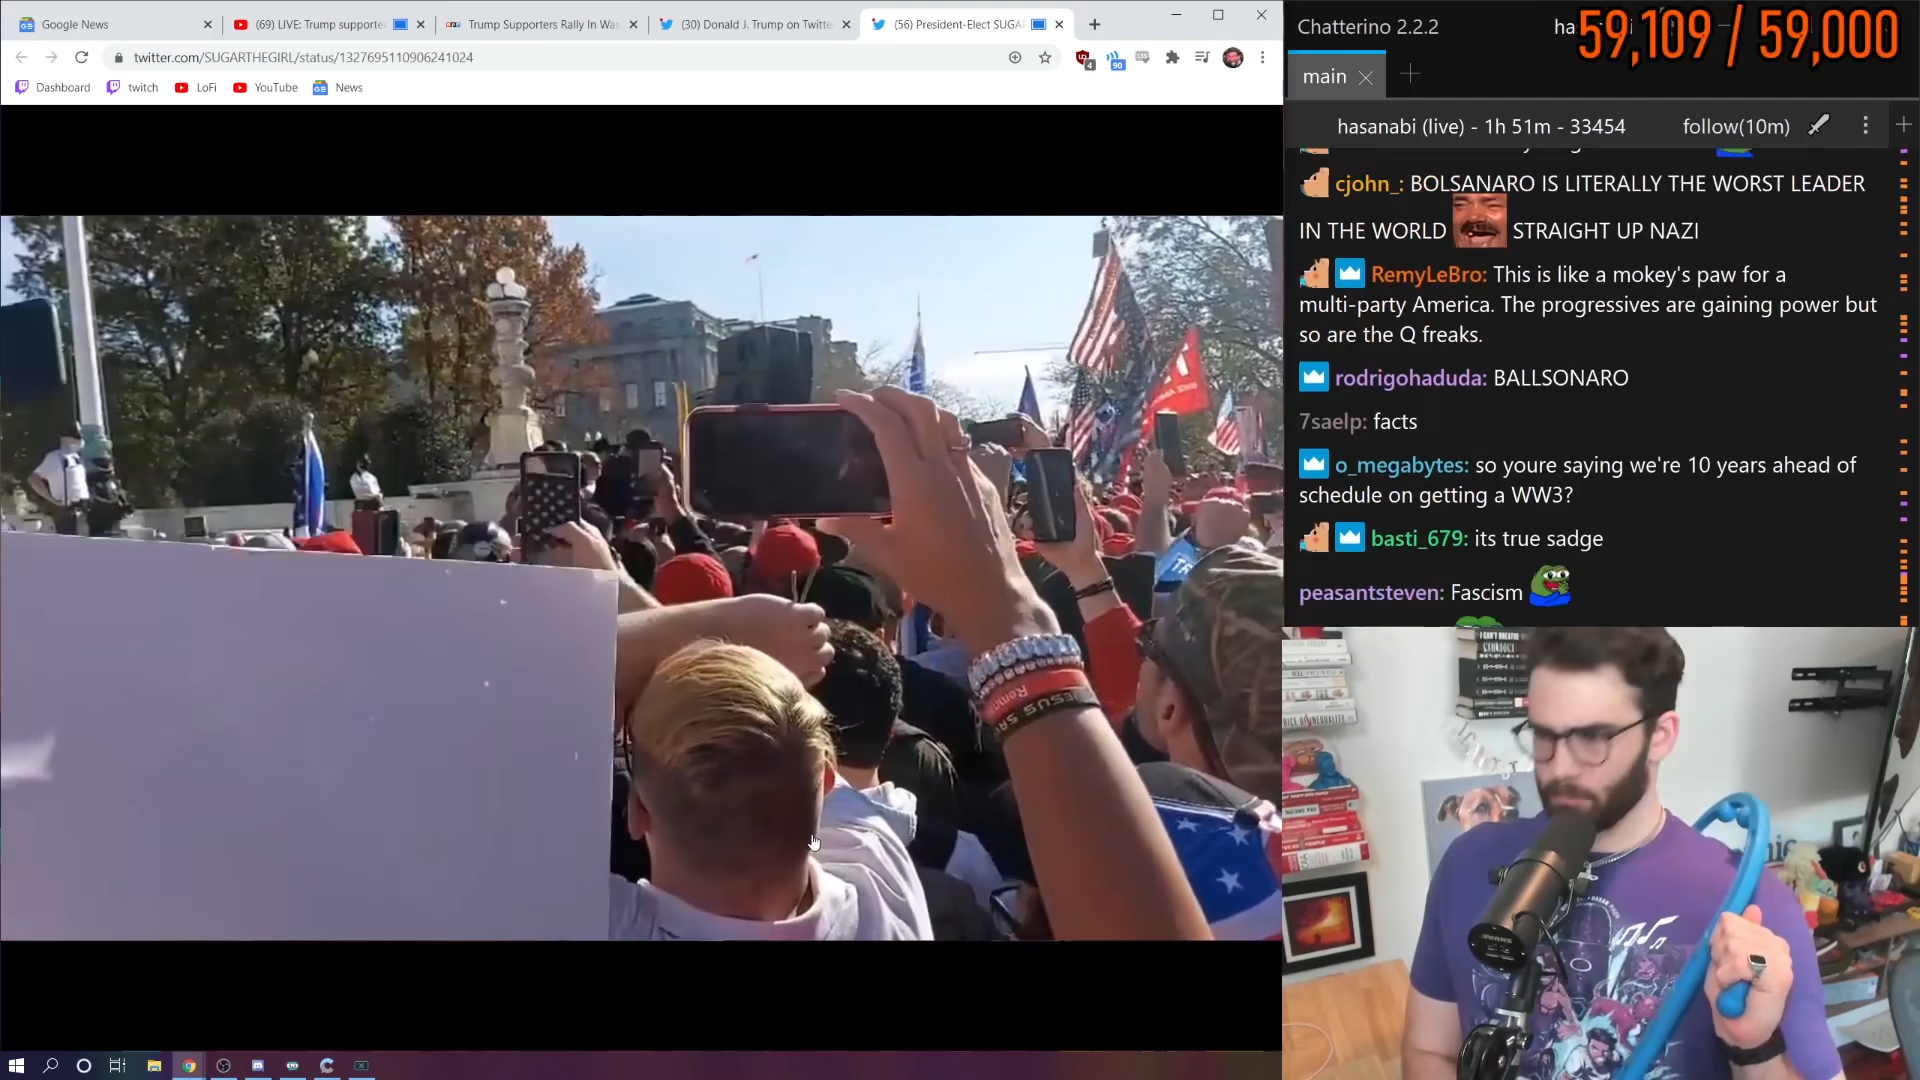 Google News
(69) LIVE: Trump supporte
Trump Supporters Rally In Was
(30) Donald J. Trump on Twitte
(56) President-Elect SUGA
twitter.com/SUGARTHEGIRL/status/1327695110906241024
4
90
Dashboard
twitch
LoFi
YouTube
News
Chatterino 2.2.2
59,109 / 59,000
main
hasanabi (live) - 1h 51m - 33454
follow(10m)
cjohn_: BOLSANARO IS LITERALLY THE WORST LEADER
IN THE WORLD STRAIGHT UP NAZI
RemyLeBro: This is like a mokey's paw for a
multi-party America. The progressives are gaining power but
so are the Q freaks.
rodrigohaduda: BALLSONARO
7saelp: facts
o_megabytes: so youre saying we're 10 years ahead of
schedule on getting a WW3?
basti_679: its true sadge
peasantsteven: Fascism
JESUS SA